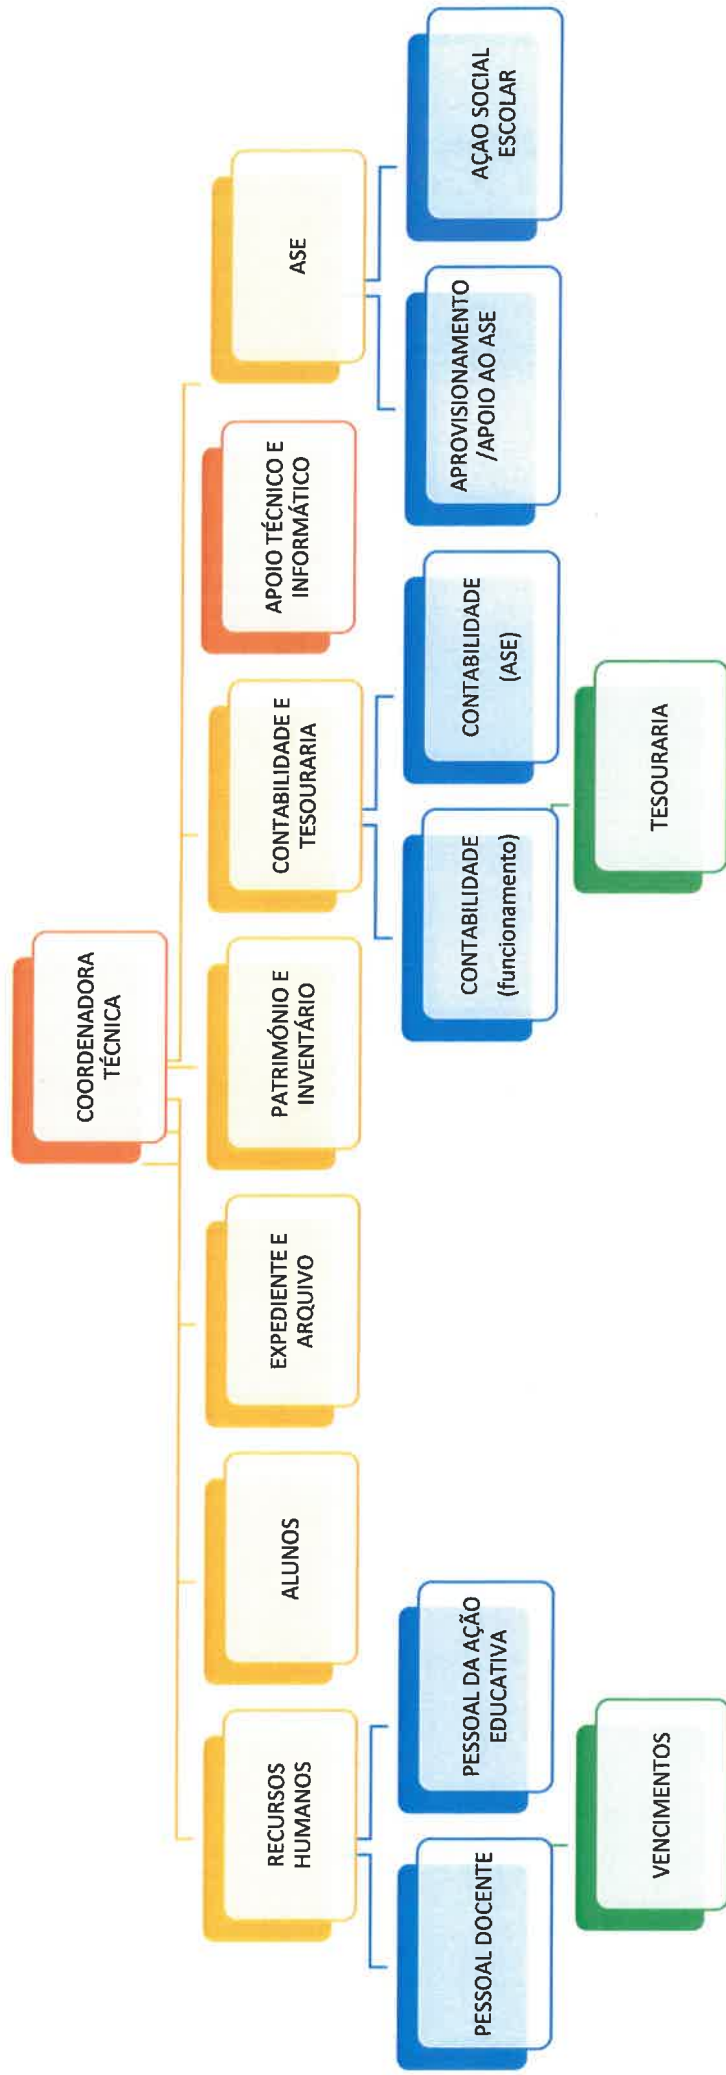 COORDENADORA
TÉCNICA
RECURSOS
HUMANOS
ALUNOS
EXPEDIENTE E
ARQUIVO
PATRIMÓNIO E
INVENTÁRIO
CONTABILIDADE E
TESOURARIA
APOIO TÉCNICO E
INFORMÁTICO
ASE
PESSOAL DOCENTE
PESSOAL DA AÇÃO
EDUCATIVA
CONTABILIDADE
(funcionamento)
CONTABILIDADE
(ASE)
APROVISIONAMENTO
/APOIO AO ASE
AÇAO SOCIAL
ESCOLAR
VENCIMENTOS
TESOURARIA